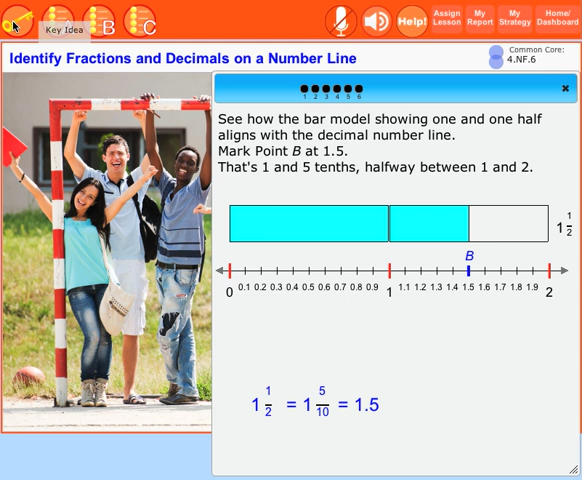 Key Idea
B
C
Help!
Assign Lesson
My Report
My Strategy
Home/ Dashboard
Identify Fractions and Decimals on a Number Line
Common Core:
4.NF.6
1 2 3 4 5 6
See how the bar model showing one and one half
aligns with the decimal number line.
Mark Point B at 1.5.
That's 1 and 5 tenths, halfway between 1 and 2.
1 1/2
B
0 0.1 0.2 0.3 0.4 0.5 0.6 0.7 0.8 0.9 1 1.1 1.2 1.3 1.4 1.5 1.6 1.7 1.8 1.9 2
1 1/2 = 1 5/10 = 1.5